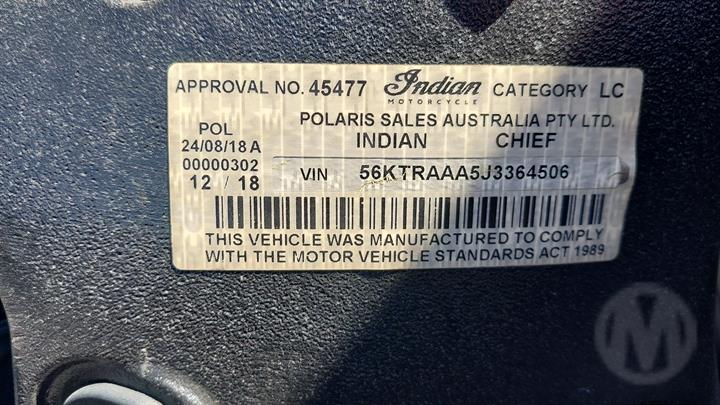 APPROVAL NO. 45477 Indian CATEGORY LC
MOTORCYCLE
POLARIS SALES AUSTRALIA PTY LTD.
POL
INDIAN CHIEF
24/08/18A
00000302
VIN 56KTRAAA5J3364506
12 / 18
THIS VEHICLE WAS MANUFACTURED TO COMPLY
WITH THE MOTOR VEHICLE STANDARDS ACT 1989
M